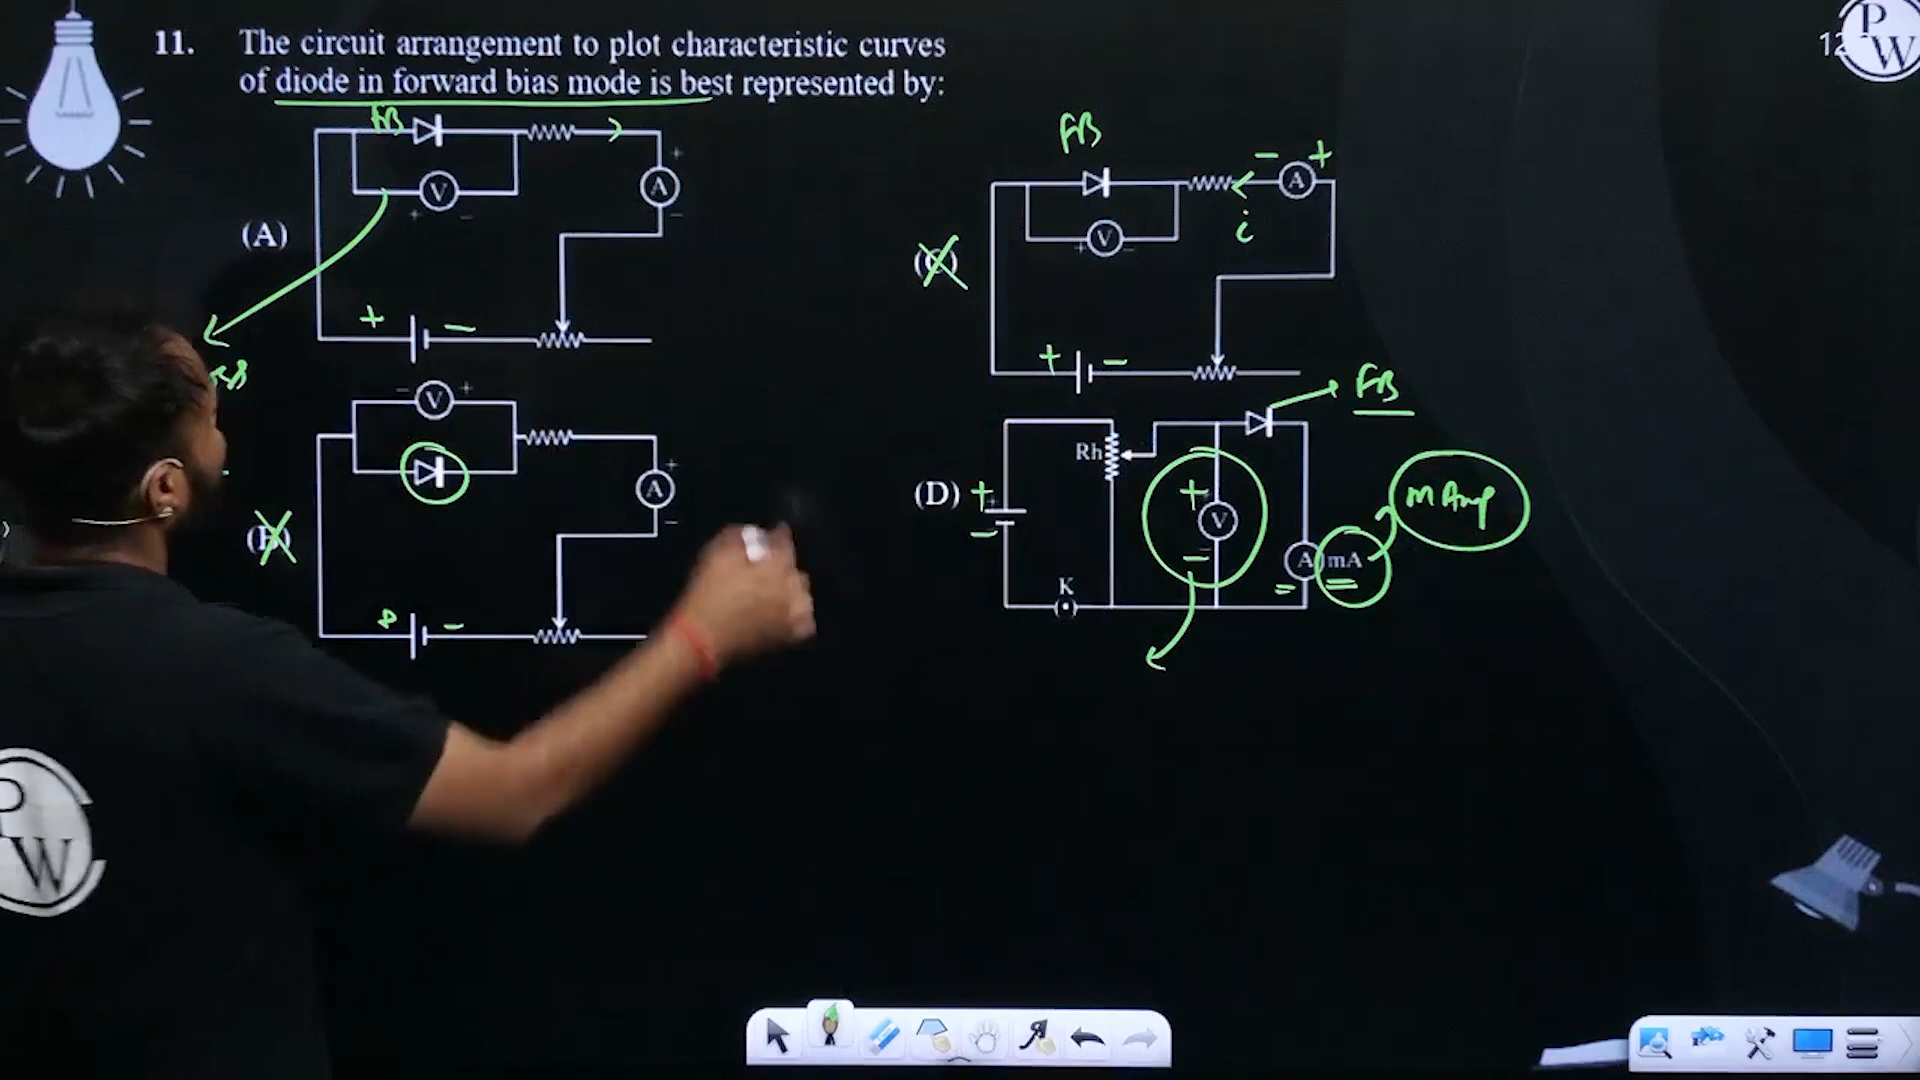 11. The circuit arrangement to plot characteristic curves
of diode in forward bias mode is best represented by:
FB
V
+ −
A
+
−
(A)
+ −
− V +
A
+
−
(B)
−
FB
− +
A
i
V
+ −
(C)
+ −
FB
Rh
(D)
+
−
+
V
−
A mA
m Amp
K
P
W
P
W